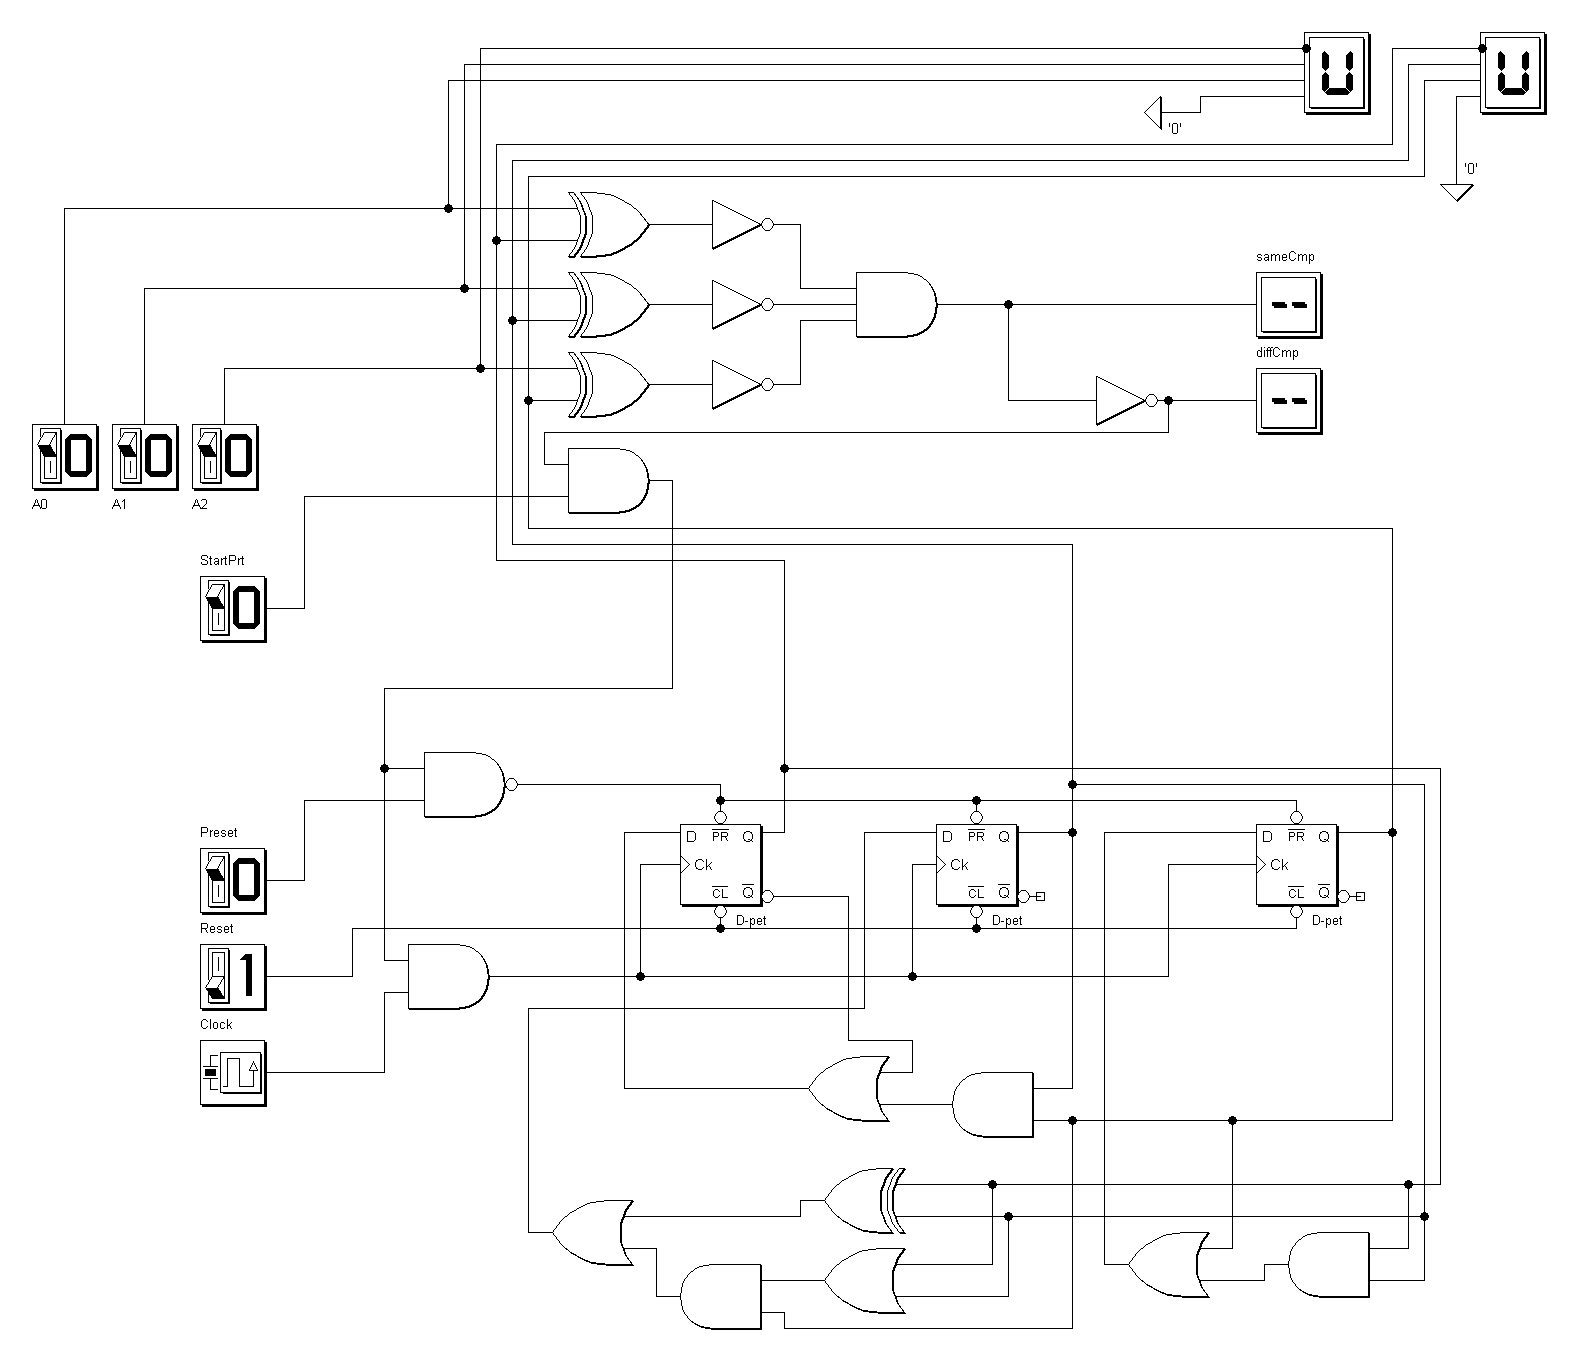 '0'
'0'
sameCmp
diffCmp
0 0 0
A0 A1 A2
StartPrt
0
Preset
0
D PR Q
Ck
CL Q
D-pet
D PR Q
Ck
CL Q
D-pet
D PR Q
Ck
CL Q
D-pet
Reset
1
Clock